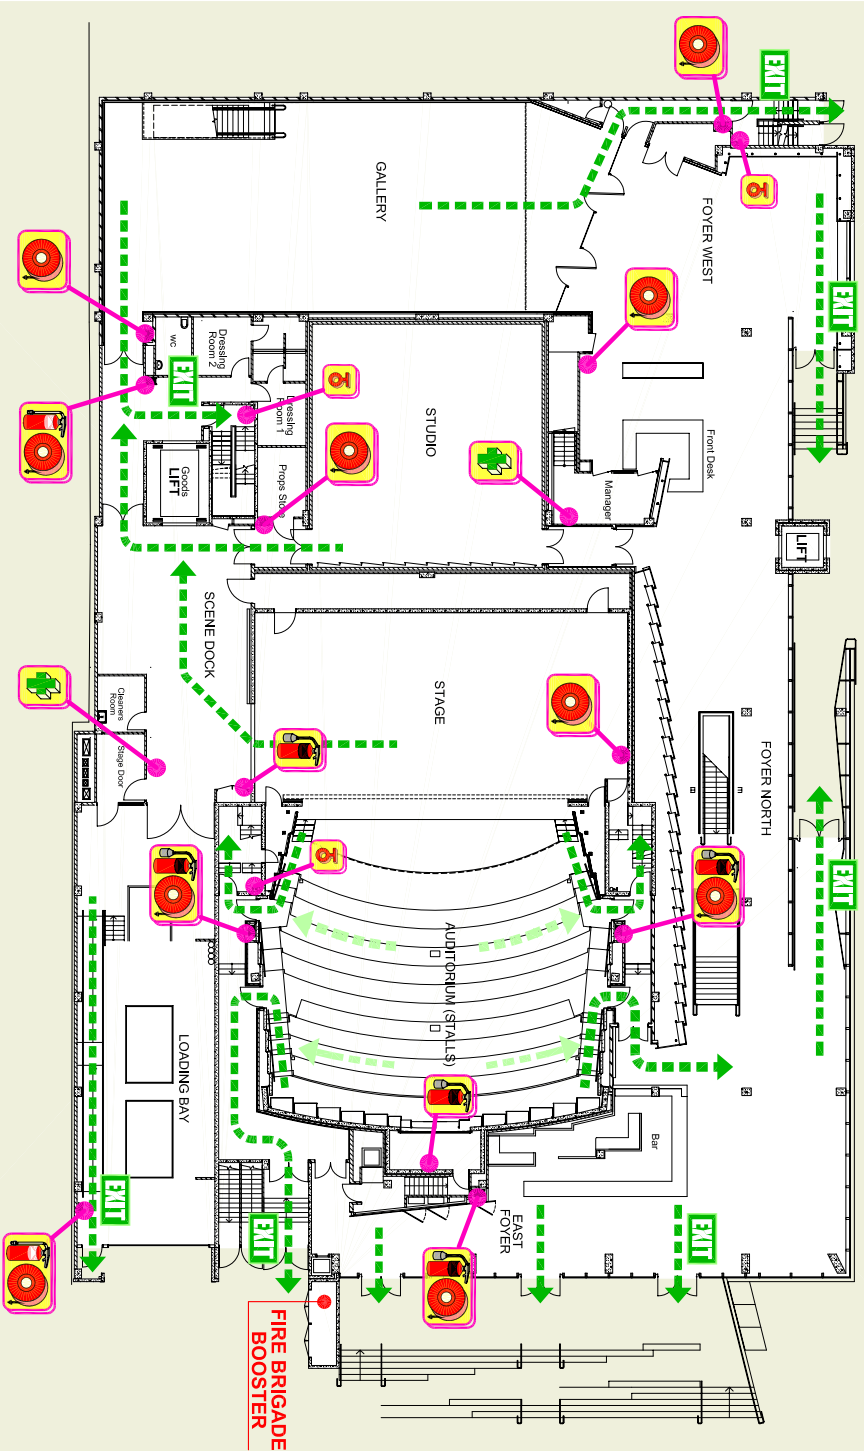 EXIT
GALLERY
FOYER WEST
EXIT
WC
Dressing
Room 2
EXIT
Dressing
Room 1
STUDIO
Front Desk
Goods
LIFT
Props Store
Manager
LIFT
SCENE DOCK
Cleaners
Room
Stage Door
STAGE
FOYER NORTH
EXIT
AUDITORIUM (STALLS)
LOADING BAY
Bar
EXIT
EXIT
EAST
FOYER
EXIT
FIRE BRIGADE
BOOSTER